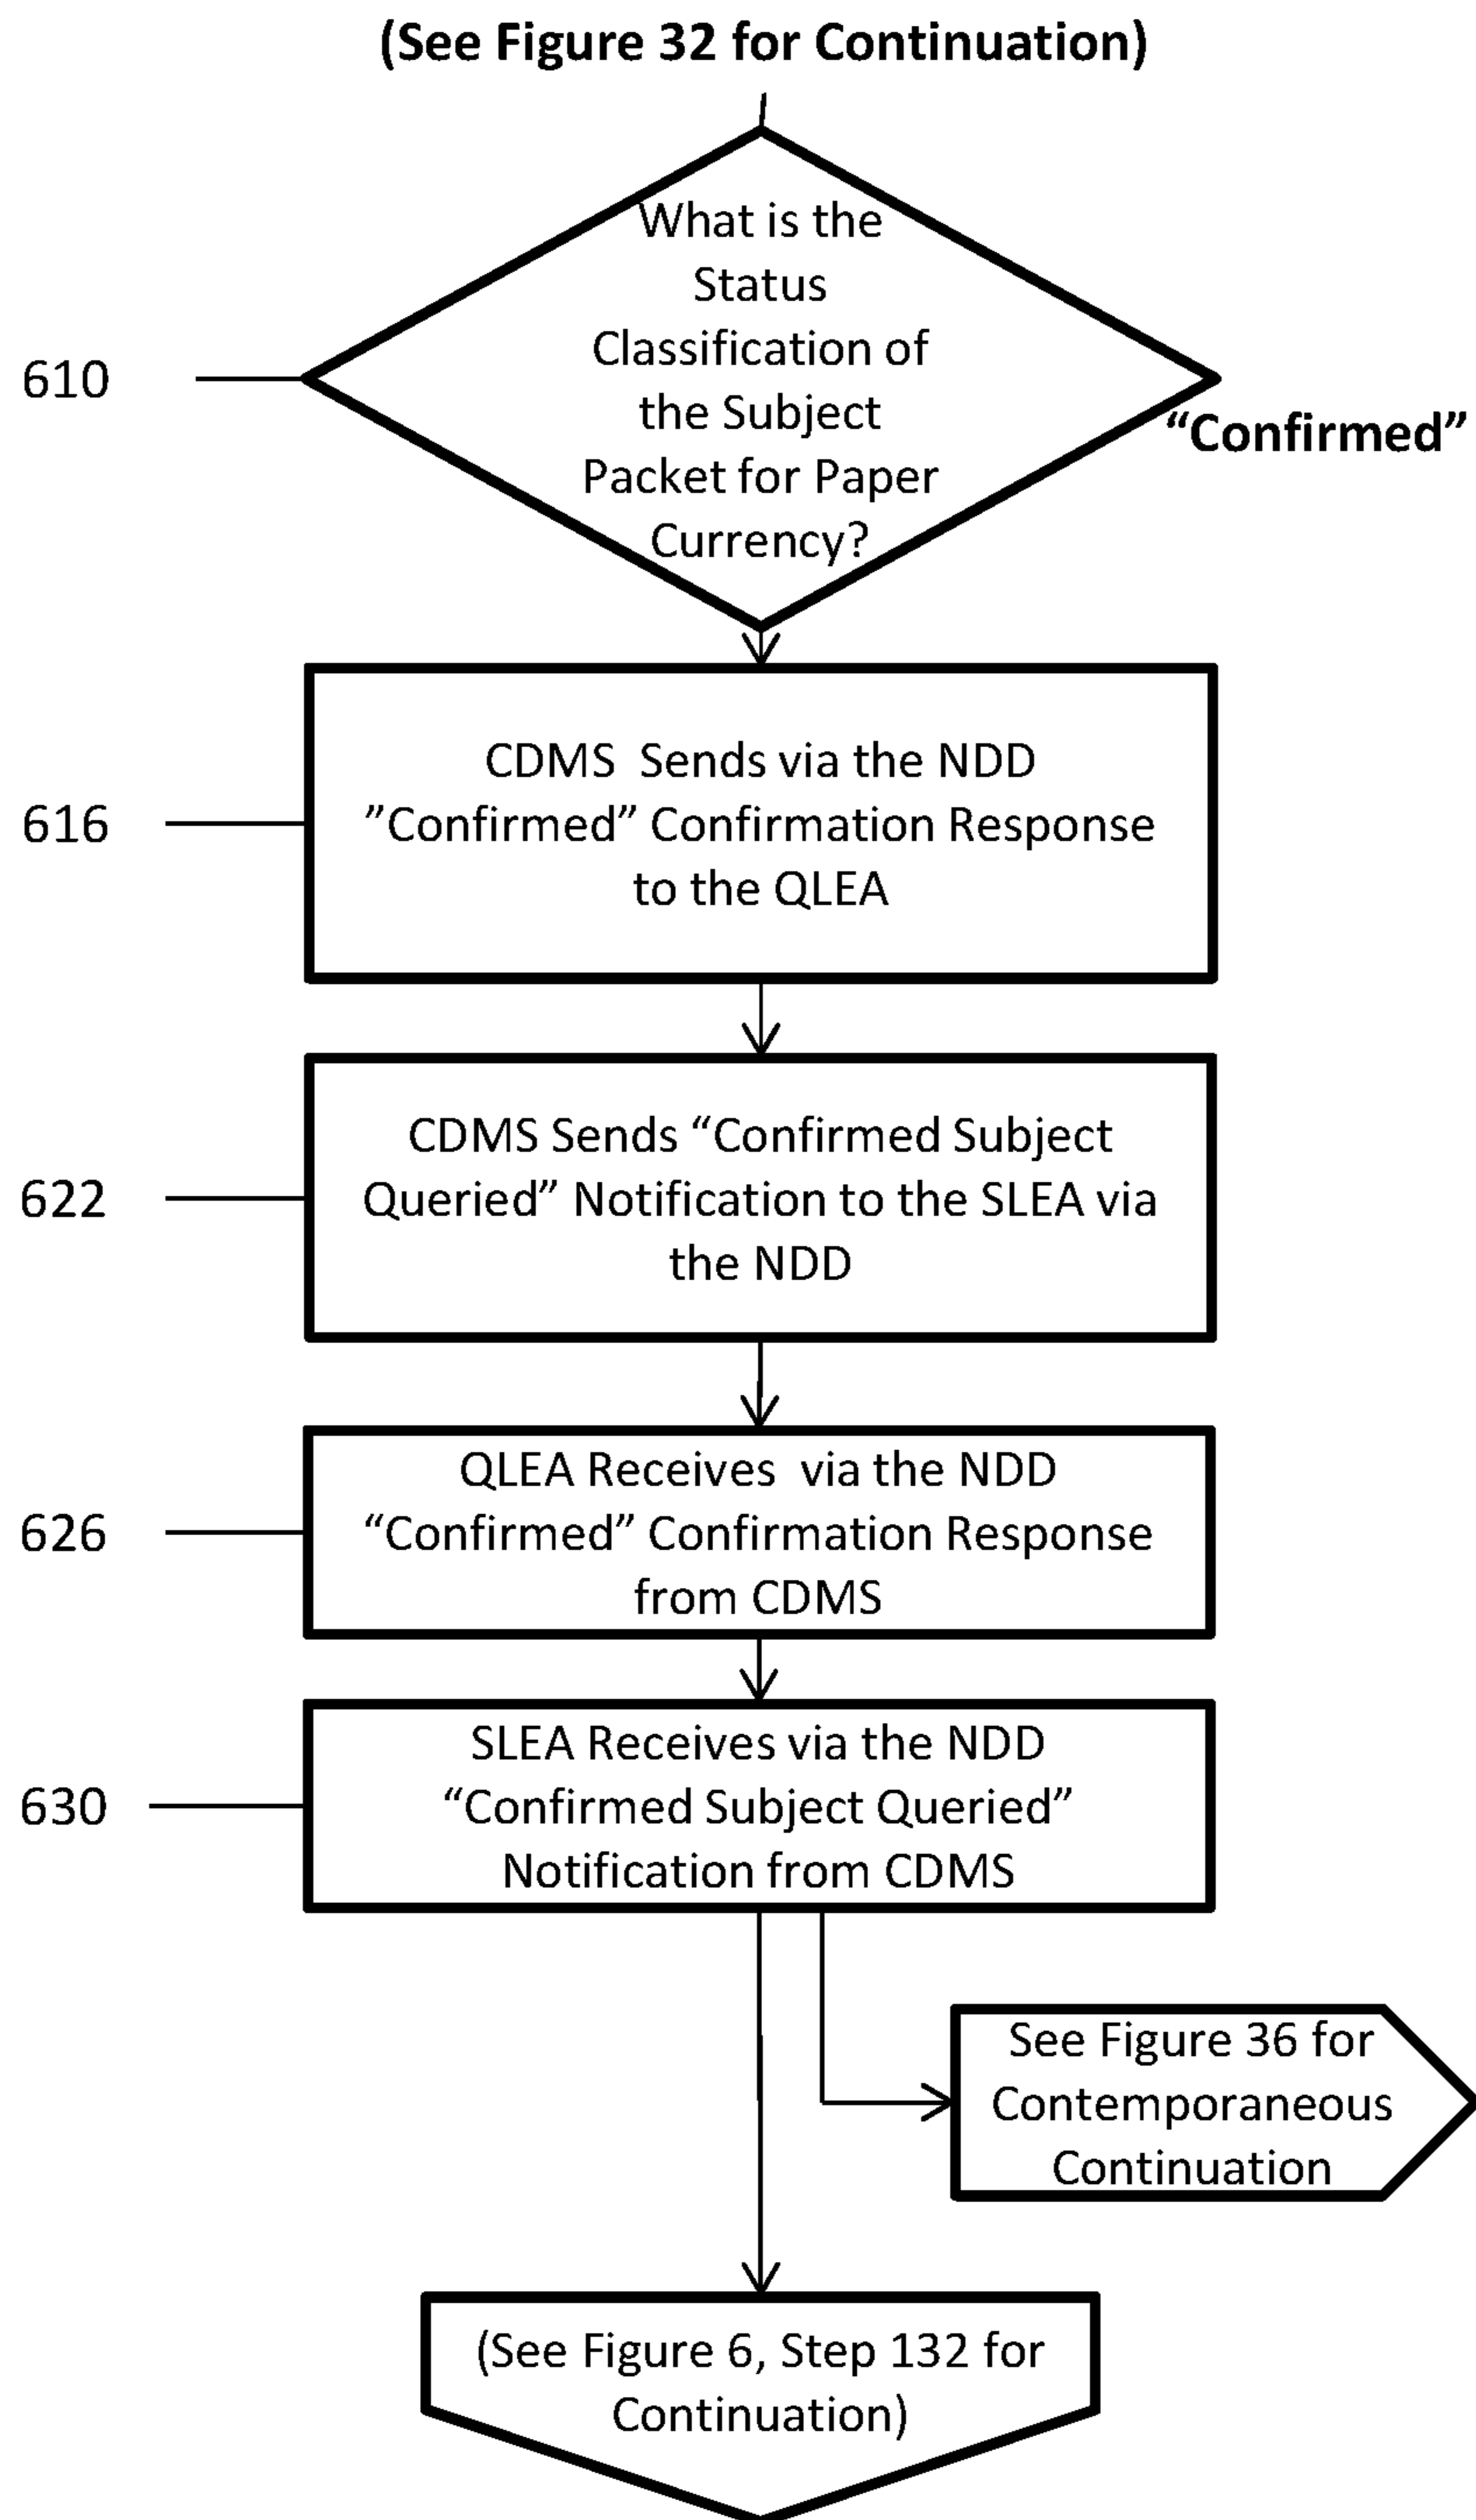 (See Figure 32 for Continuation)
What is the
Status
Classification of
the Subject
Packet for Paper
Currency?
610
“Confirmed”
CDMS Sends via the NDD
”Confirmed” Confirmation Response
to the QLEA
616
CDMS Sends “Confirmed Subject
Queried” Notification to the SLEA via
the NDD
622
QLEA Receives via the NDD
“Confirmed” Confirmation Response
from CDMS
626
SLEA Receives via the NDD
“Confirmed Subject Queried”
Notification from CDMS
630
See Figure 36 for
Contemporaneous
Continuation
(See Figure 6, Step 132 for
Continuation)